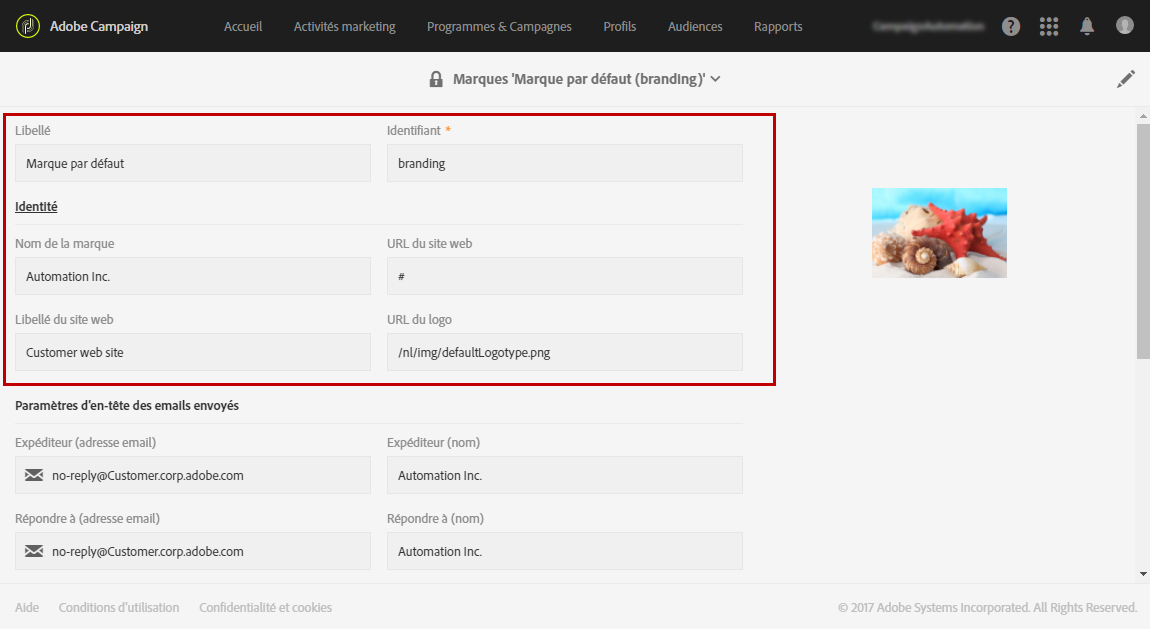 Adobe Campaign Accueil Activités marketing Programmes & Campagnes Profils Audiences Rapports
Marques 'Marque par défaut (branding)'
Libellé Identifiant *
Marque par défaut branding
Identité
Nom de la marque URL du site web
Automation Inc. #
Libellé du site web URL du logo
Customer web site /nl/img/defaultLogotype.png
Paramètres d'en-tête des emails envoyés
Expéditeur (adresse email) Expéditeur (nom)
no-reply@Customer.corp.adobe.com Automation Inc.
Répondre à (adresse email) Répondre à (nom)
no-reply@Customer.corp.adobe.com Automation Inc.
Aide Conditions d'utilisation Confidentialité et cookies © 2017 Adobe Systems Incorporated. All Rights Reserved.